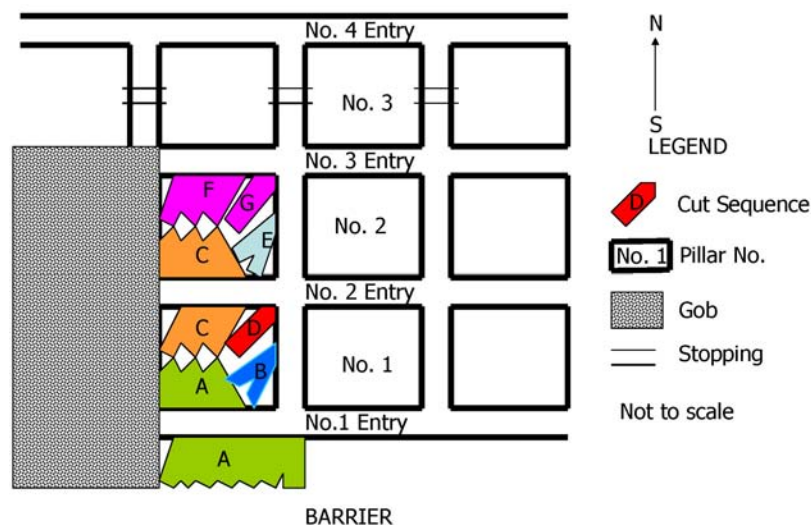 No. 4 Entry
No. 3
No. 3 Entry
F
G
E
C
No. 2
No. 2 Entry
C
D
B
A
No. 1
No.1 Entry
A
BARRIER
N
S
LEGEND
D Cut Sequence
No. 1 Pillar No.
Gob
Stopping
Not to scale